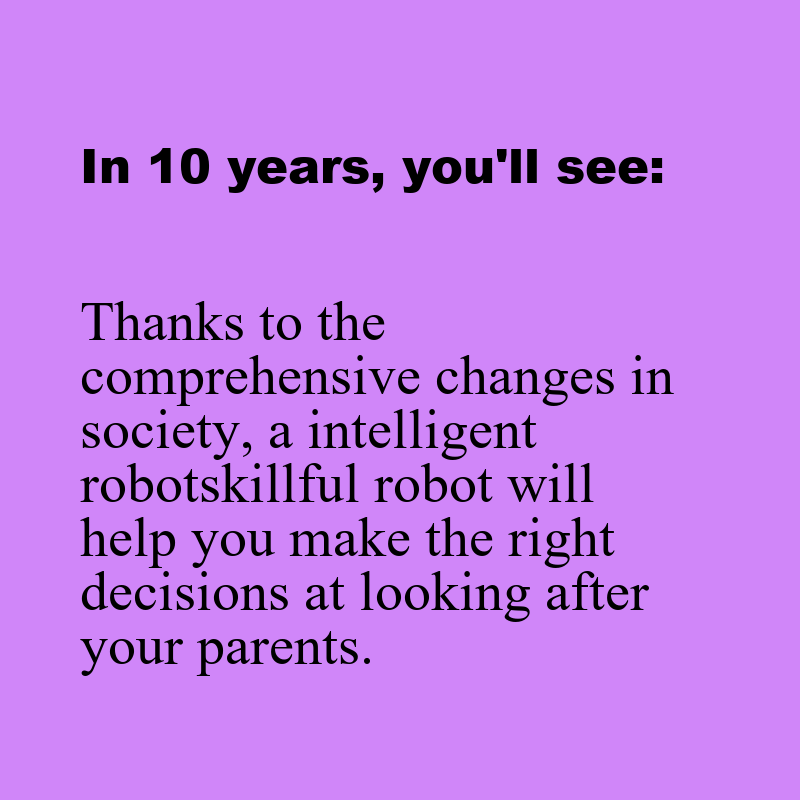 In 10 years, you'll see:
Thanks to the
comprehensive changes in
society, a intelligent
robotskillful robot will
help you make the right
decisions at looking after
your parents.